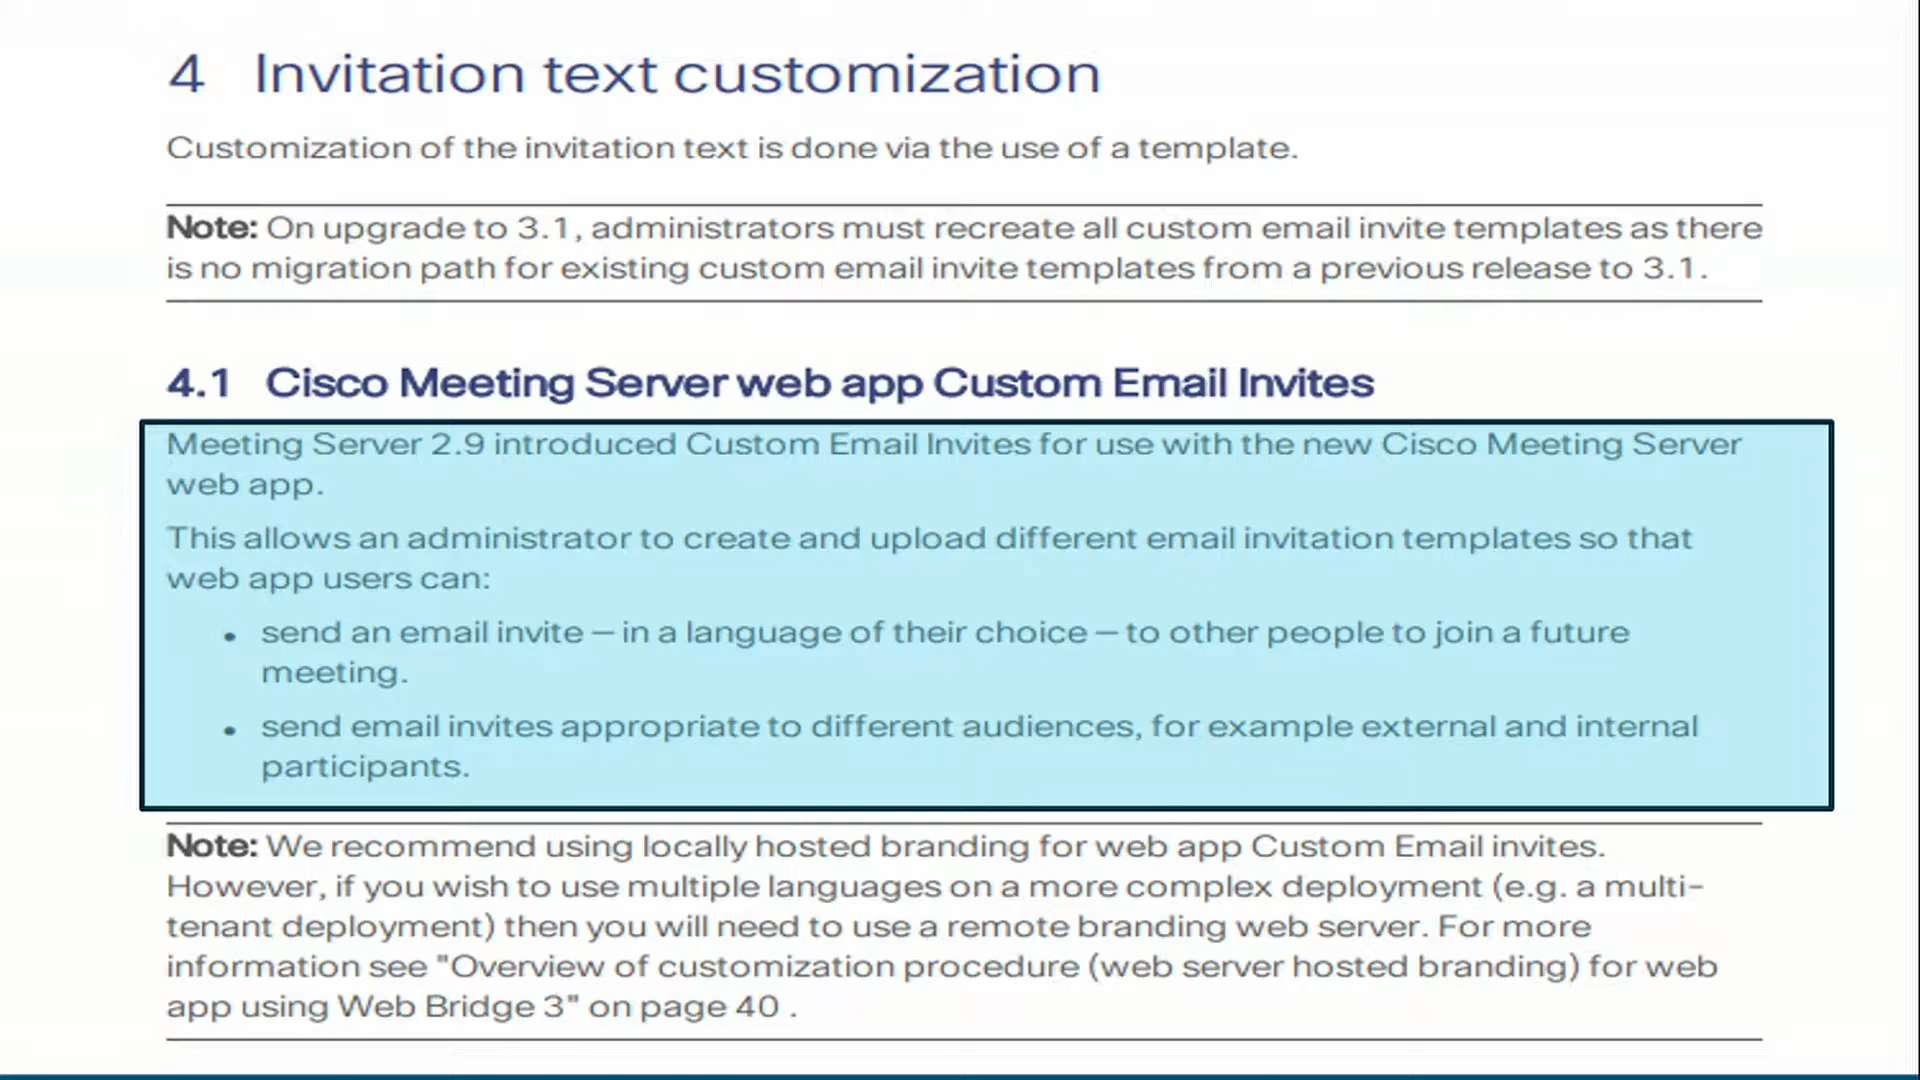 4 Invitation text customization
Customization of the invitation text is done via the use of a template.
Note: On upgrade to 3.1, administrators must recreate all custom email invite templates as there
is no migration path for existing custom email invite templates from a previous release to 3.1.
4.1 Cisco Meeting Server web app Custom Email Invites
Meeting Server 2.9 introduced Custom Email Invites for use with the new Cisco Meeting Server
web app.
This allows an administrator to create and upload different email invitation templates so that
web app users can:
• send an email invite – in a language of their choice – to other people to join a future
meeting.
• send email invites appropriate to different audiences, for example external and internal
participants.
Note: We recommend using locally hosted branding for web app Custom Email invites.
However, if you wish to use multiple languages on a more complex deployment (e.g. a multi-
tenant deployment) then you will need to use a remote branding web server. For more
information see "Overview of customization procedure (web server hosted branding) for web
app using Web Bridge 3" on page 40 .